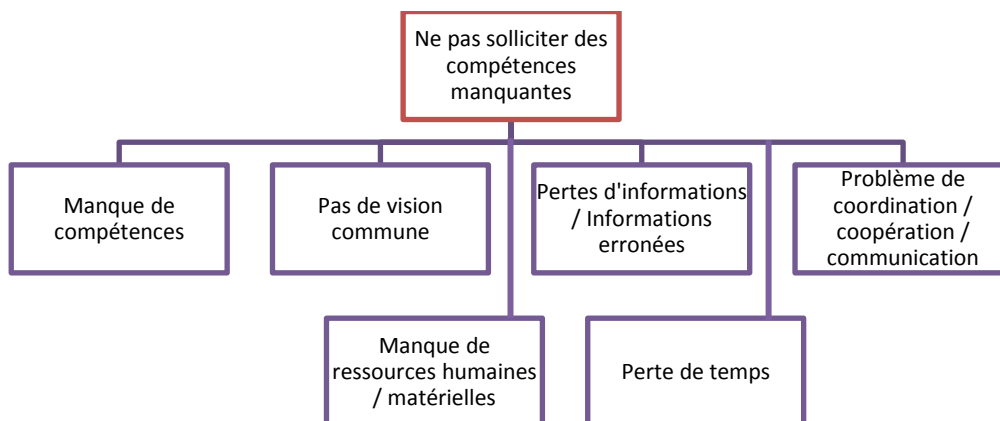 Ne pas solliciter des
compétences
manquantes
Manque de
compétences
Pas de vision
commune
Pertes d'informations
/ Informations
erronées
Problème de
coordination /
coopération /
communication
Manque de
ressources humaines
/ matérielles
Perte de temps